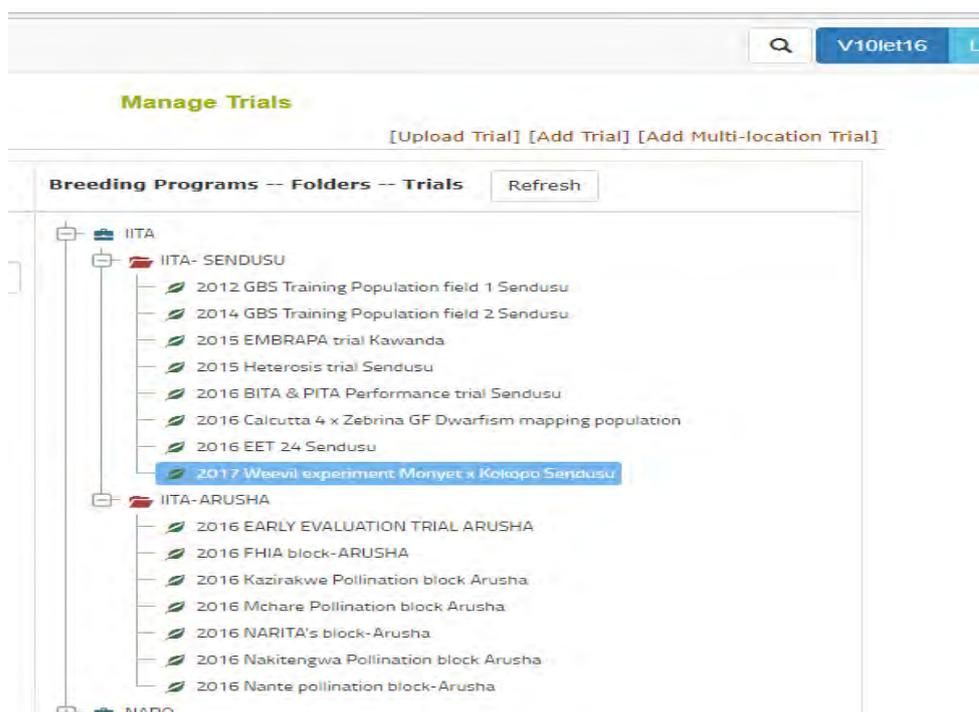 V10let16
Manage Trials
[Upload Trial] [Add Trial] [Add Multi-location Trial]
Breeding Programs -- Folders -- Trials Refresh
IITA
IITA- SENDUSU
2012 GBS Training Population field 1 Sendusu
2014 GBS Training Population field 2 Sendusu
2015 EMBRAPA trial Kawanda
2015 Heterosis trial Sendusu
2016 BITA & PITA Performance trial Sendusu
2016 Calcutta 4 x Zebrina GF Dwarfism mapping population
2016 EET 24 Sendusu
2017 Weevil experiment Monyet x Kokopo Sendusu
IITA-ARUSHA
2016 EARLY EVALUATION TRIAL ARUSHA
2016 FHIA block-ARUSHA
2016 Kazirakwe Pollination block Arusha
2016 Mchare Pollination block Arusha
2016 NARITA's block-Arusha
2016 Nakitengwa Pollination block Arusha
2016 Nante pollination block-Arusha